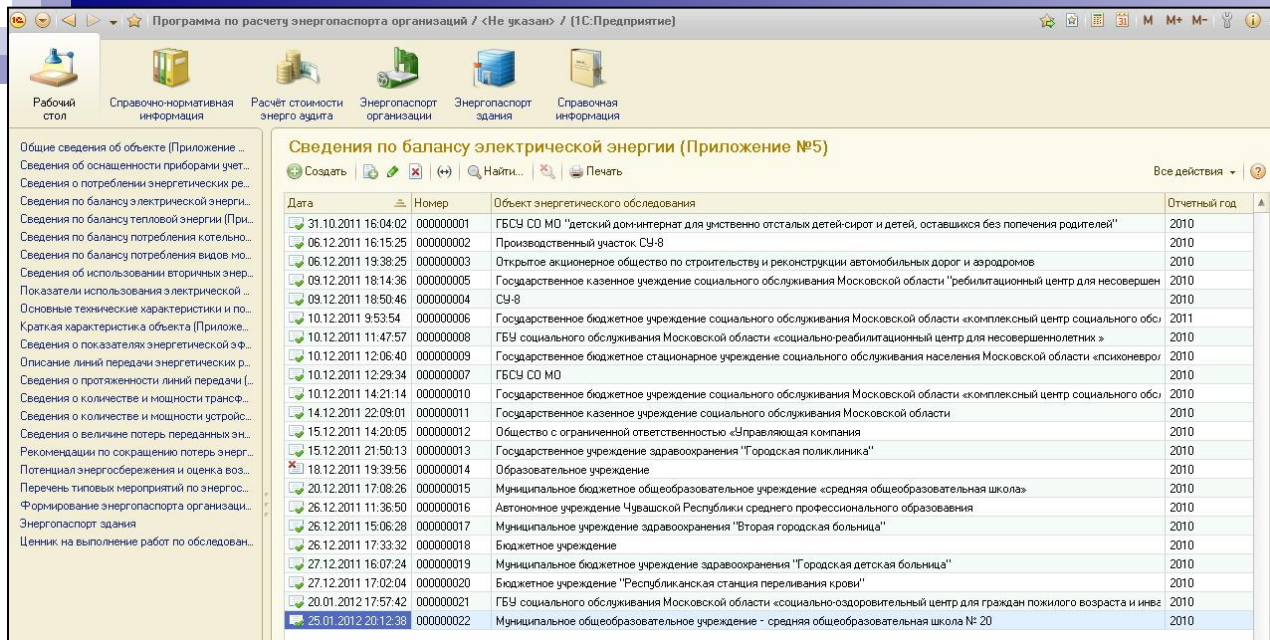 Программа по расчету энергопаспорта организаций / <Не указан> / (1С:Предприятие)
M M+ M-
Рабочий стол
Справочно-нормативная информация
Расчёт стоимости энерго аудита
Энергопаспорт организации
Энергопаспорт здания
Справочная информация
Общие сведения об объекте (Приложение ...
Сведения об оснащенности приборами учет...
Сведения о потреблении энергетических ре...
Сведения по балансу электрической энерги...
Сведения по балансу тепловой энергии (При...
Сведения по балансу потребления котельно...
Сведения по балансу потребления видов мо...
Сведения об использовании вторичных энер...
Показатели использования электрической ...
Основные технические характеристики и по...
Краткая характеристика объекта (Приложе...
Сведения о показателях энергетической эф...
Описание линий передачи энергетических р...
Сведения о протяженности линий передачи (...
Сведения о количестве и мощности трансф...
Сведения о количестве и мощности устройс...
Сведения о величине потерь переданных эн...
Рекомендации по сокращению потерь энерг...
Потенциал энергосбережения и оценка воз...
Перечень типовых мероприятий по энергос...
Формирование энергопаспорта организаци...
Энергопаспорт здания
Ценник на выполнение работ по обследован...
Сведения по балансу электрической энергии (Приложение №5)
Создать Найти... Печать Все действия
Дата Номер Объект энергетического обследования Отчетный год
31.10.2011 16:04:02 000000001 ГБСУ СО МО "детский дом-интернат для умственно отсталых детей-сирот и детей, оставшихся без попечения родителей" 2010
06.12.2011 16:15:25 000000002 Производственный участок СУ-8 2010
06.12.2011 19:38:25 000000003 Открытое акционерное общество по строительству и реконструкции автомобильных дорог и аэродромов 2010
09.12.2011 18:14:36 000000005 Государственное казенное учеждение социального обслуживания Московской области "ребилитационный центр для несовершен 2010
09.12.2011 18:50:46 000000004 СУ-8 2010
10.12.2011 9:53:54 000000006 Государственное бюджетное учреждение социального обслуживания Московской области «комплексный центр социального обс 2011
10.12.2011 11:47:57 000000008 ГБУ социального обслуживания Московской области «социально-реабилитационный центр для несовершеннолетних » 2010
10.12.2011 12:06:40 000000009 Государственное бюджетное стационарное учреждение социального обслуживания населения Московской области «психоневрол 2010
10.12.2011 12:29:34 000000007 ГБСУ СО МО 2010
10.12.2011 14:21:14 000000010 Государственное бюджетное учреждение социального обслуживания Московской области «комплексный центр социального обс 2010
14.12.2011 22:09:01 000000011 Государственное казенное учреждение социального обслуживания Московской области 2010
15.12.2011 14:20:05 000000012 Общество с ограниченной ответственностью «Управляющая компания 2010
15.12.2011 21:50:13 000000013 Государственное учреждение здравоохранения "Городская поликлиника" 2010
18.12.2011 19:39:56 000000014 Образовательное учреждение 2010
20.12.2011 17:08:26 000000015 Муниципальное бюджетное общеобразовательное учреждение «средняя общеобразовательная школа» 2010
26.12.2011 11:36:50 000000016 Автономное учреждение Чувашской Республики среднего профессионального образовавния 2010
26.12.2011 15:06:28 000000017 Муниципальное учреждение здравоохранения "Вторая городская больница" 2010
26.12.2011 17:33:32 000000018 Бюджетное учреждение 2010
27.12.2011 16:07:24 000000019 Муниципальное бюджетное учреждение здравоохранения "Городская детская больница" 2010
27.12.2011 17:02:04 000000020 Бюджетное учреждение "Республиканская станция переливания крови" 2010
20.01.2012 17:57:42 000000021 ГБУ социального обслуживания Московской области «социально-оздоровительный центр для граждан пожилого возраста и инва 2010
25.01.2012 20:12:38 000000022 Муниципальное общеобразовательное учреждение - средняя общеобразовательная школа № 20 2010